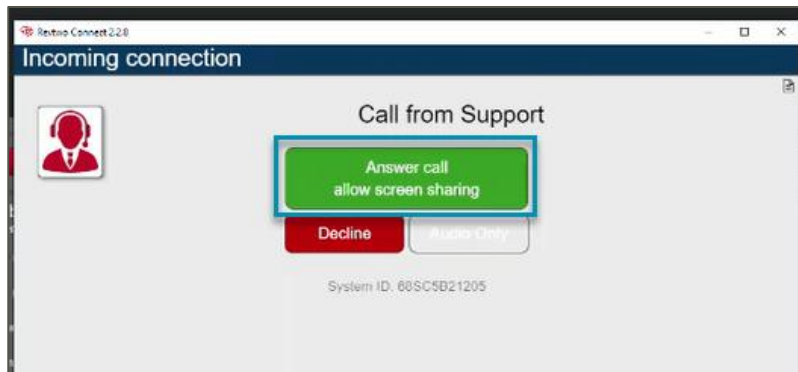 Rextwo Connect 2.2.8
Incoming connection
Call from Support
Answer call
allow screen sharing
Decline
Audio Only
System ID. 68SC5B21205